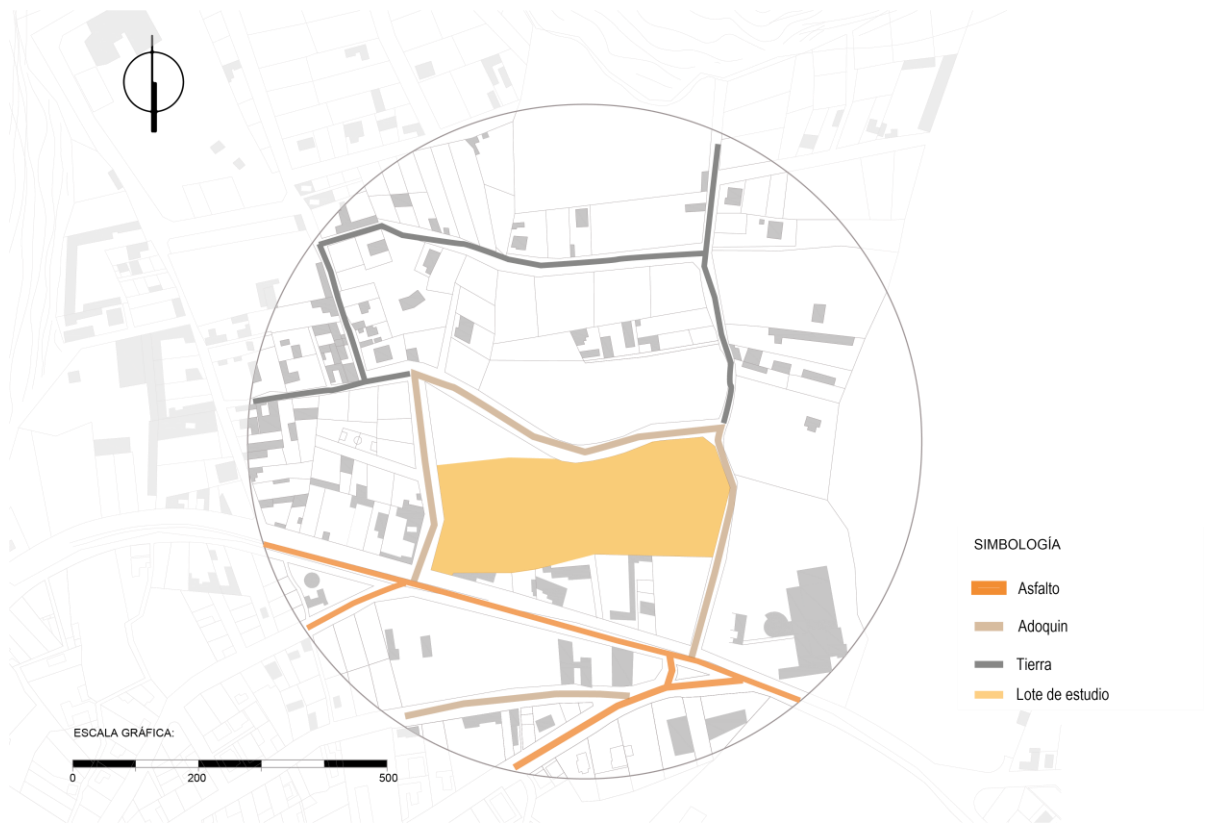 SIMBOLOGÍA
Asfalto
Adoquin
Tierra
Lote de estudio
ESCALA GRÁFICA:
0 200 500